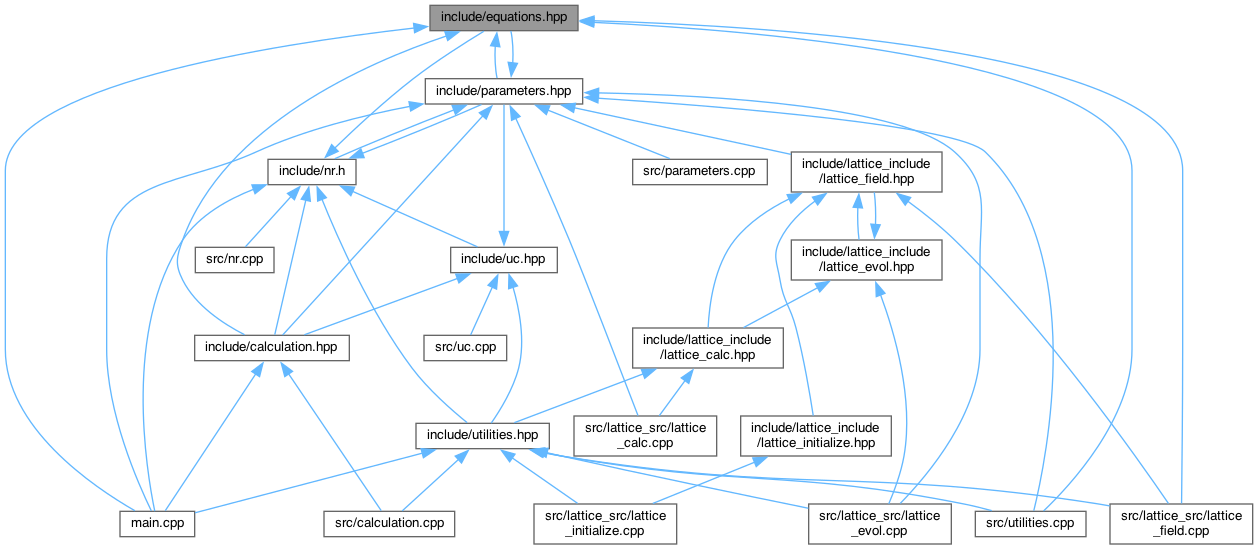 include/equations.hpp
include/parameters.hpp
include/nr.h
src/parameters.cpp
include/lattice_include
/lattice_field.hpp
src/nr.cpp
include/uc.hpp
include/lattice_include
/lattice_evol.hpp
include/calculation.hpp
src/uc.cpp
include/lattice_include
/lattice_calc.hpp
include/utilities.hpp
src/lattice_src/lattice
_calc.cpp
include/lattice_include
/lattice_initialize.hpp
main.cpp
src/calculation.cpp
src/lattice_src/lattice
_initialize.cpp
src/lattice_src/lattice
_evol.cpp
src/utilities.cpp
src/lattice_src/lattice
_field.cpp